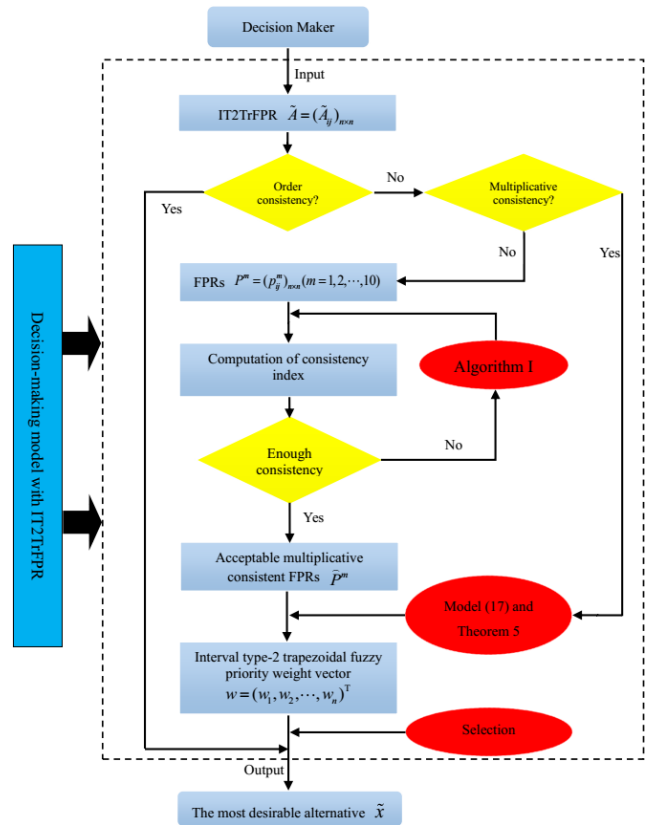 Decision Maker
Input
IT2TrFPR Ã = (Ã_ij)_n×n
Order
consistency?
No
Multiplicative
consistency?
Yes
Yes
No
FPRs P^m = (p_ij^m)_n×n (m = 1, 2, ⋯, 10)
Computation of consistency
index
Algorithm I
Enough
consistency
No
Yes
Acceptable multiplicative
consistent FPRs P̂^m
Model (17) and
Theorem 5
Interval type-2 trapezoidal fuzzy
priority weight vector
w = (w_1, w_2, ⋯, w_n)^T
Selection
Output
The most desirable alternative x̃
Decision-making model with IT2TrFPR